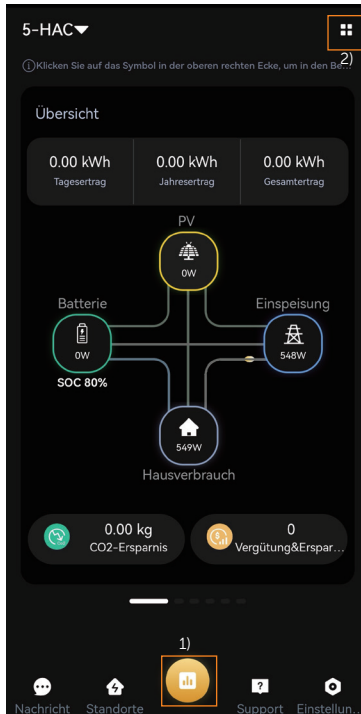 5-HAC
2)
Klicken Sie auf das Symbol in der oberen rechten Ecke, um in den Be...
Übersicht
0.00 kWh 0.00 kWh 0.00 kWh
Tagesertrag Jahresertrag Gesamtertrag
PV
0W
Batterie Einspeisung
0W 548W
SOC 80%
549W
Hausverbrauch
0.00 kg 0
CO2-Ersparnis Vergütung&Erspar...
1)
Nachricht Standorte Support Einstellun...